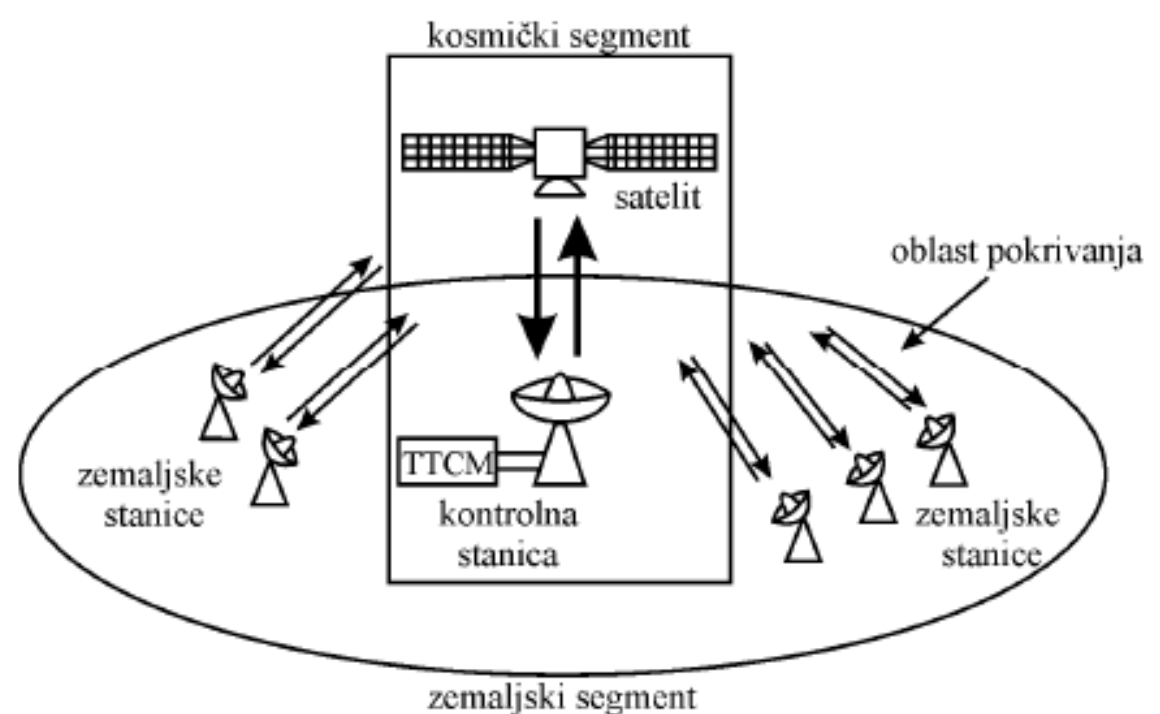 kosmički segment
satelit
oblast pokrivanja
zemaljske
stanice
TTCM
kontrolna
stanica
zemaljske
stanice
zemaljski segment